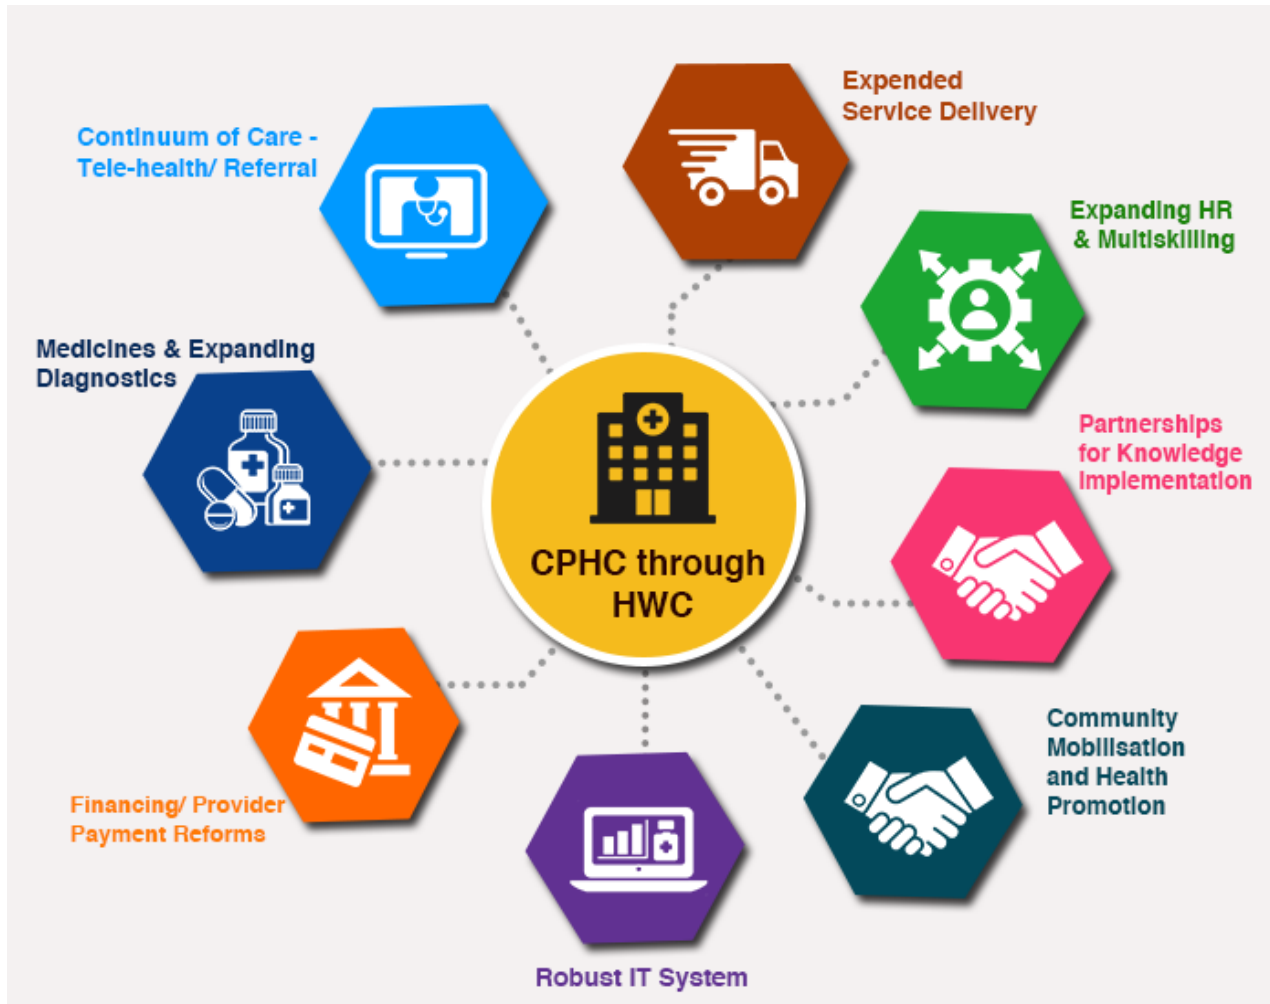 Expended
Service Delivery
Continuum of Care -
Tele-health/ Referral
Expanding HR
& Multiskilling
Medicines & Expanding
Diagnostics
Partnerships
for Knowledge
Implementation
CPHC through
HWC
Community
Mobilisation
and Health
Promotion
Financing/ Provider
Payment Reforms
Robust IT System